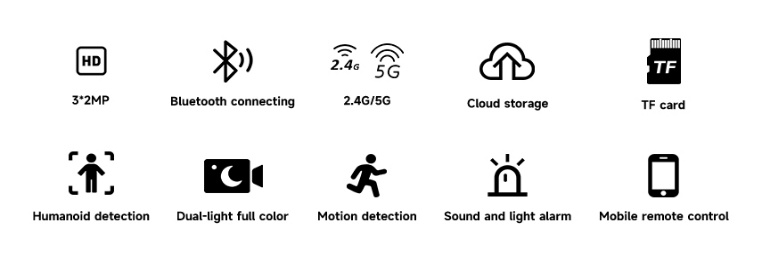 HD
2.4G
5G
TF
3*2MP
Bluetooth connecting
2.4G/5G
Cloud storage
TF card
Humanoid detection
Dual-light full color
Motion detection
Sound and light alarm
Mobile remote control